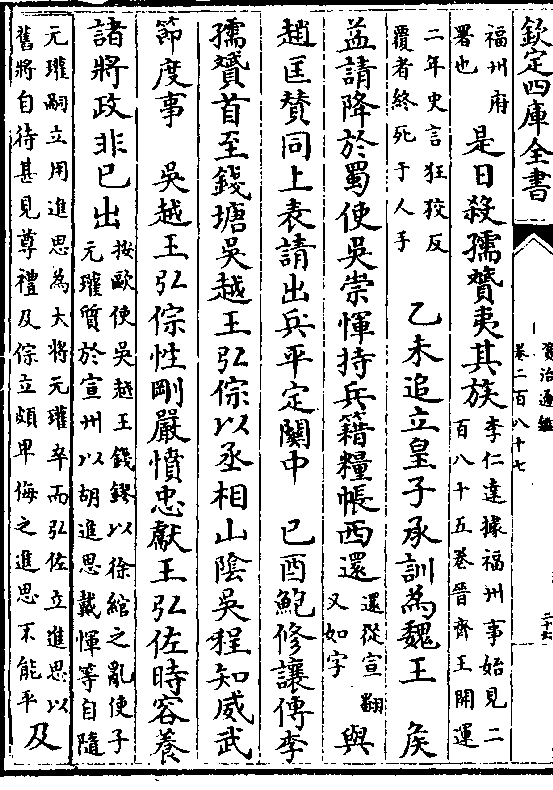 欽定四庫全書
資治通鑑
卷二百八十七
福州府
署也
是日殺孺贇夷其族
李仁達據福州事始見二
百八十五卷晉齊王開運
二年史言狂狡反
覆者終死于人手
乙未追立皇子承訓為魏王 侯
益請降於蜀使吳崇惲持兵籍糧帳西還
還從宣翻
又如字
與
趙匡贊同上表請出兵平定關中 己酉鮑修讓傳李
孺贇首至錢塘吳越王弘倧以丞相山陰吳程知威武
節度事 吳越王弘倧性剛嚴憤忠獻王弘佐時容養
諸將政非已出
按歐使吳越王錢鏐以徐綰之亂使子
元瓘質於宣州以胡進思戴惲等自隨
元瓘嗣立用進思為大將元瓘卒而弘佐立進思以
舊將自待甚見尊禮及倧立頗卑侮之進思不能平
及